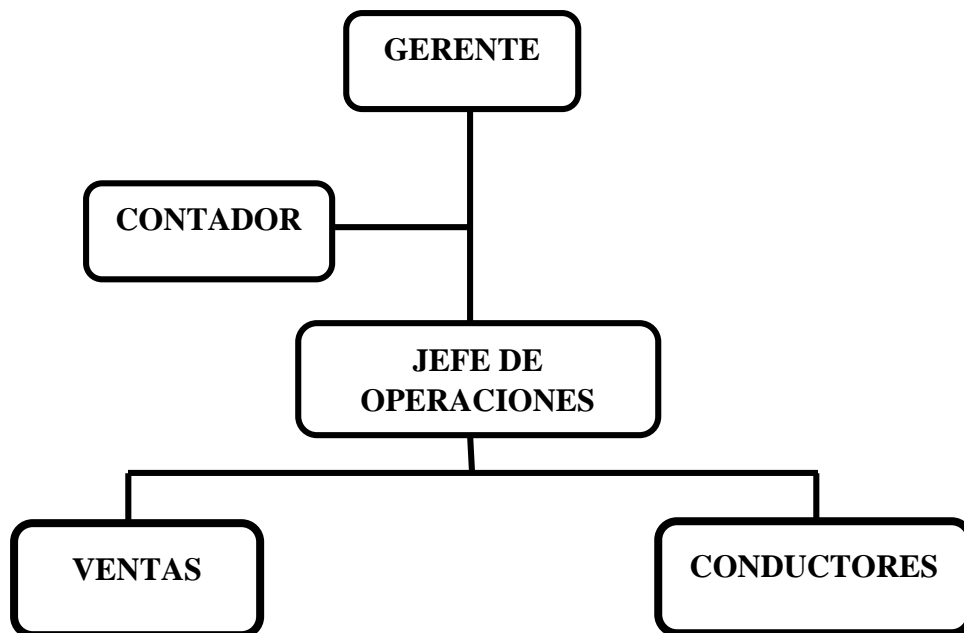 GERENTE
CONTADOR
JEFE DE
OPERACIONES
VENTAS
CONDUCTORES